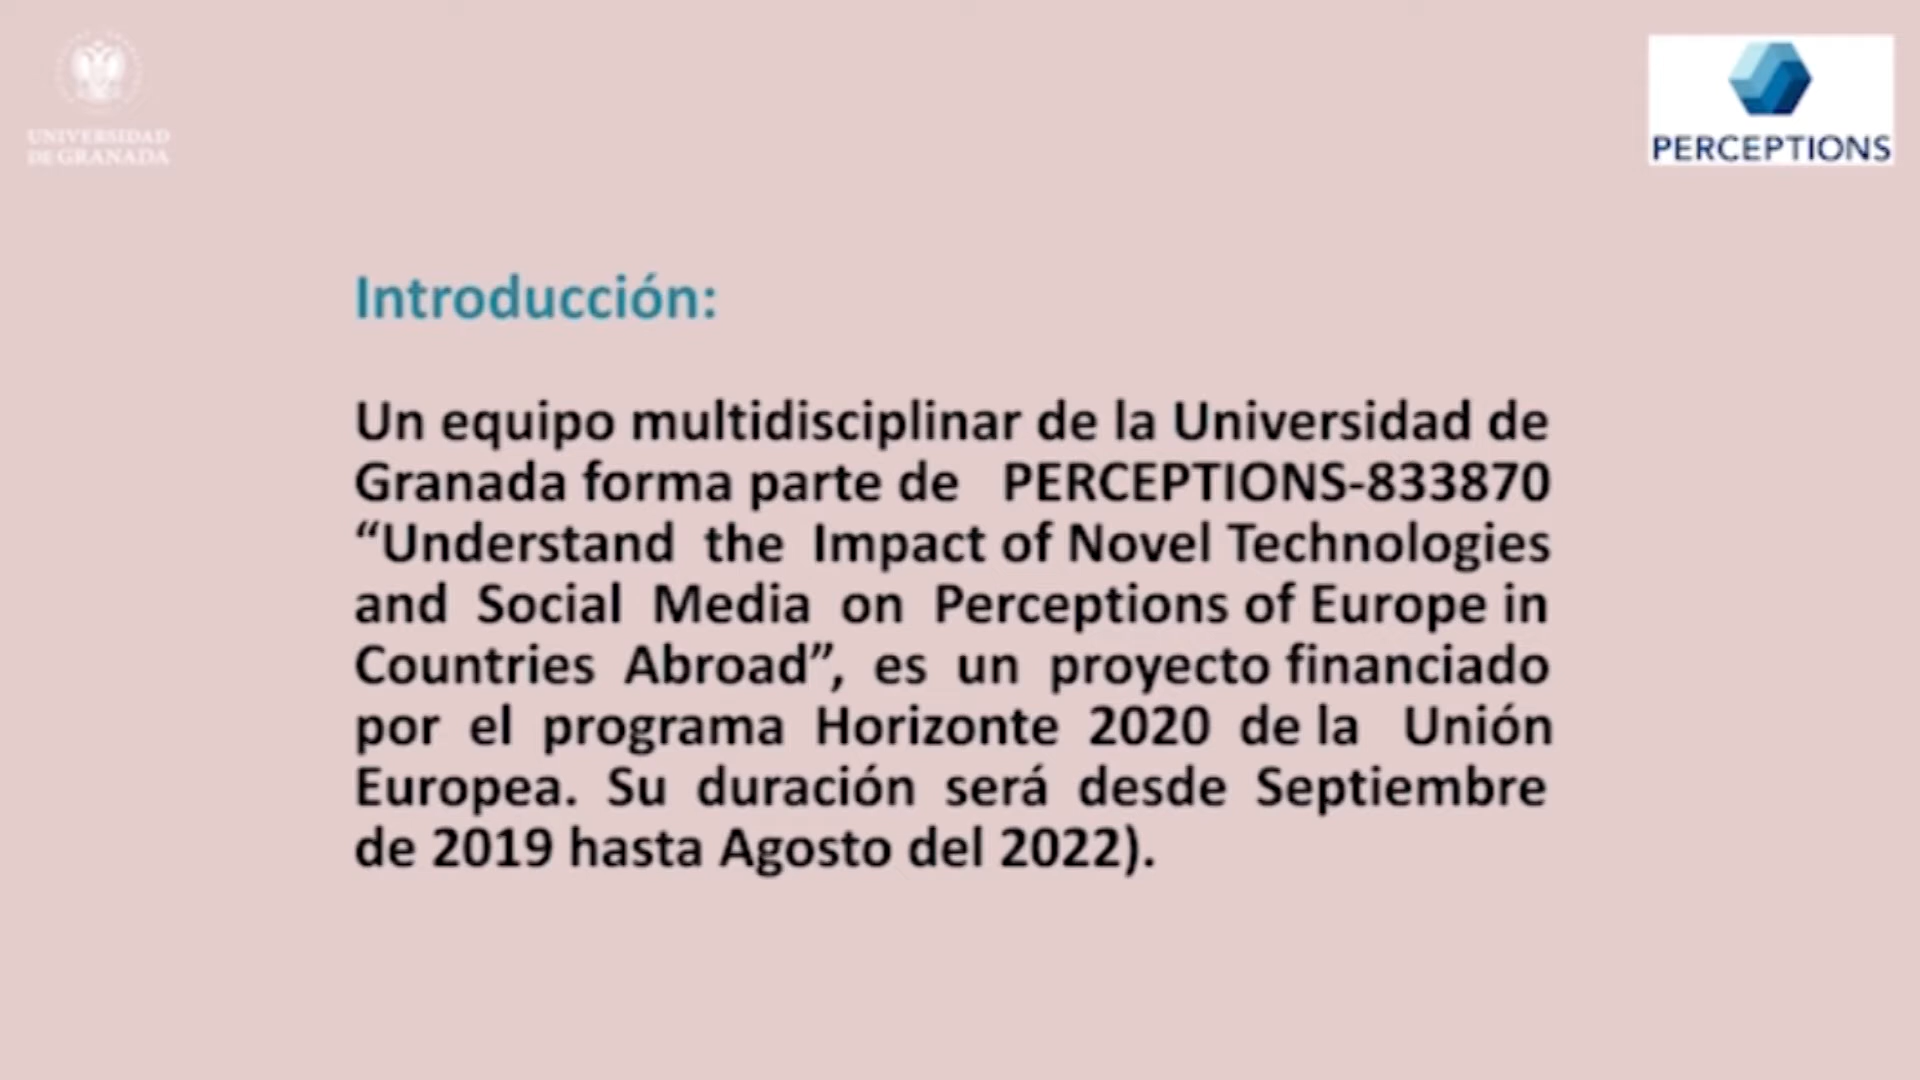 UNIVERSIDAD
DE GRANADA
PERCEPTIONS
Introducción:
Un equipo multidisciplinar de la Universidad de
Granada forma parte de PERCEPTIONS-833870
“Understand the Impact of Novel Technologies
and Social Media on Perceptions of Europe in
Countries Abroad”, es un proyecto financiado
por el programa Horizonte 2020 de la Unión
Europea. Su duración será desde Septiembre
de 2019 hasta Agosto del 2022).